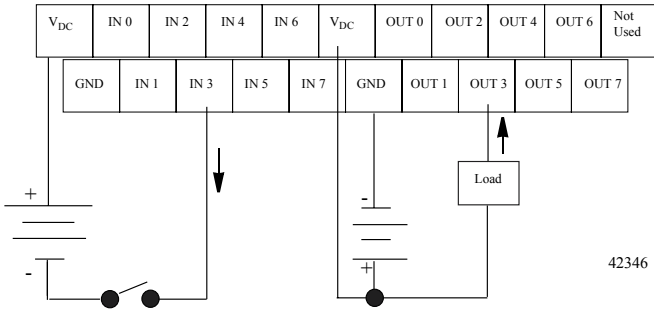 V_DC IN 0 IN 2 IN 4 IN 6 V_DC OUT 0 OUT 2 OUT 4 OUT 6 Not Used
GND IN 1 IN 3 IN 5 IN 7 GND OUT 1 OUT 3 OUT 5 OUT 7
Load
+
-
-
+
42346